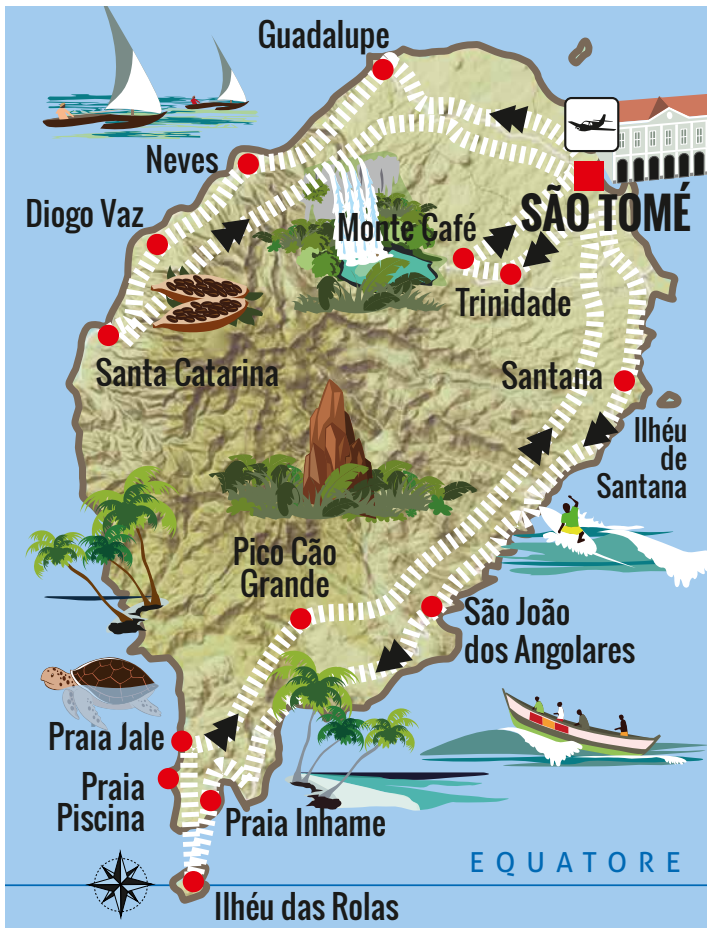 Guadalupe
Neves
Diogo Vaz
SÃO TOMÉ
Monte Café
Trinidade
Santa Catarina
Santana
Ilhéu
de
Santana
Pico Cão
Grande
São João
dos Angolares
Praia Jale
Praia
Piscina
Praia Inhame
EQUATORE
Ilhéu das Rolas